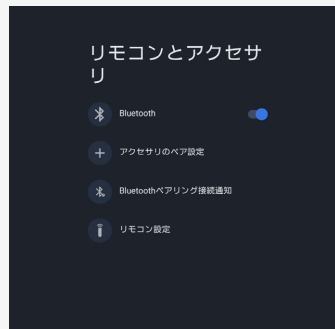 リモコンとアクセサ
リ
Bluetooth
アクセサリのペア設定
Bluetoothペアリング接続通知
リモコン設定